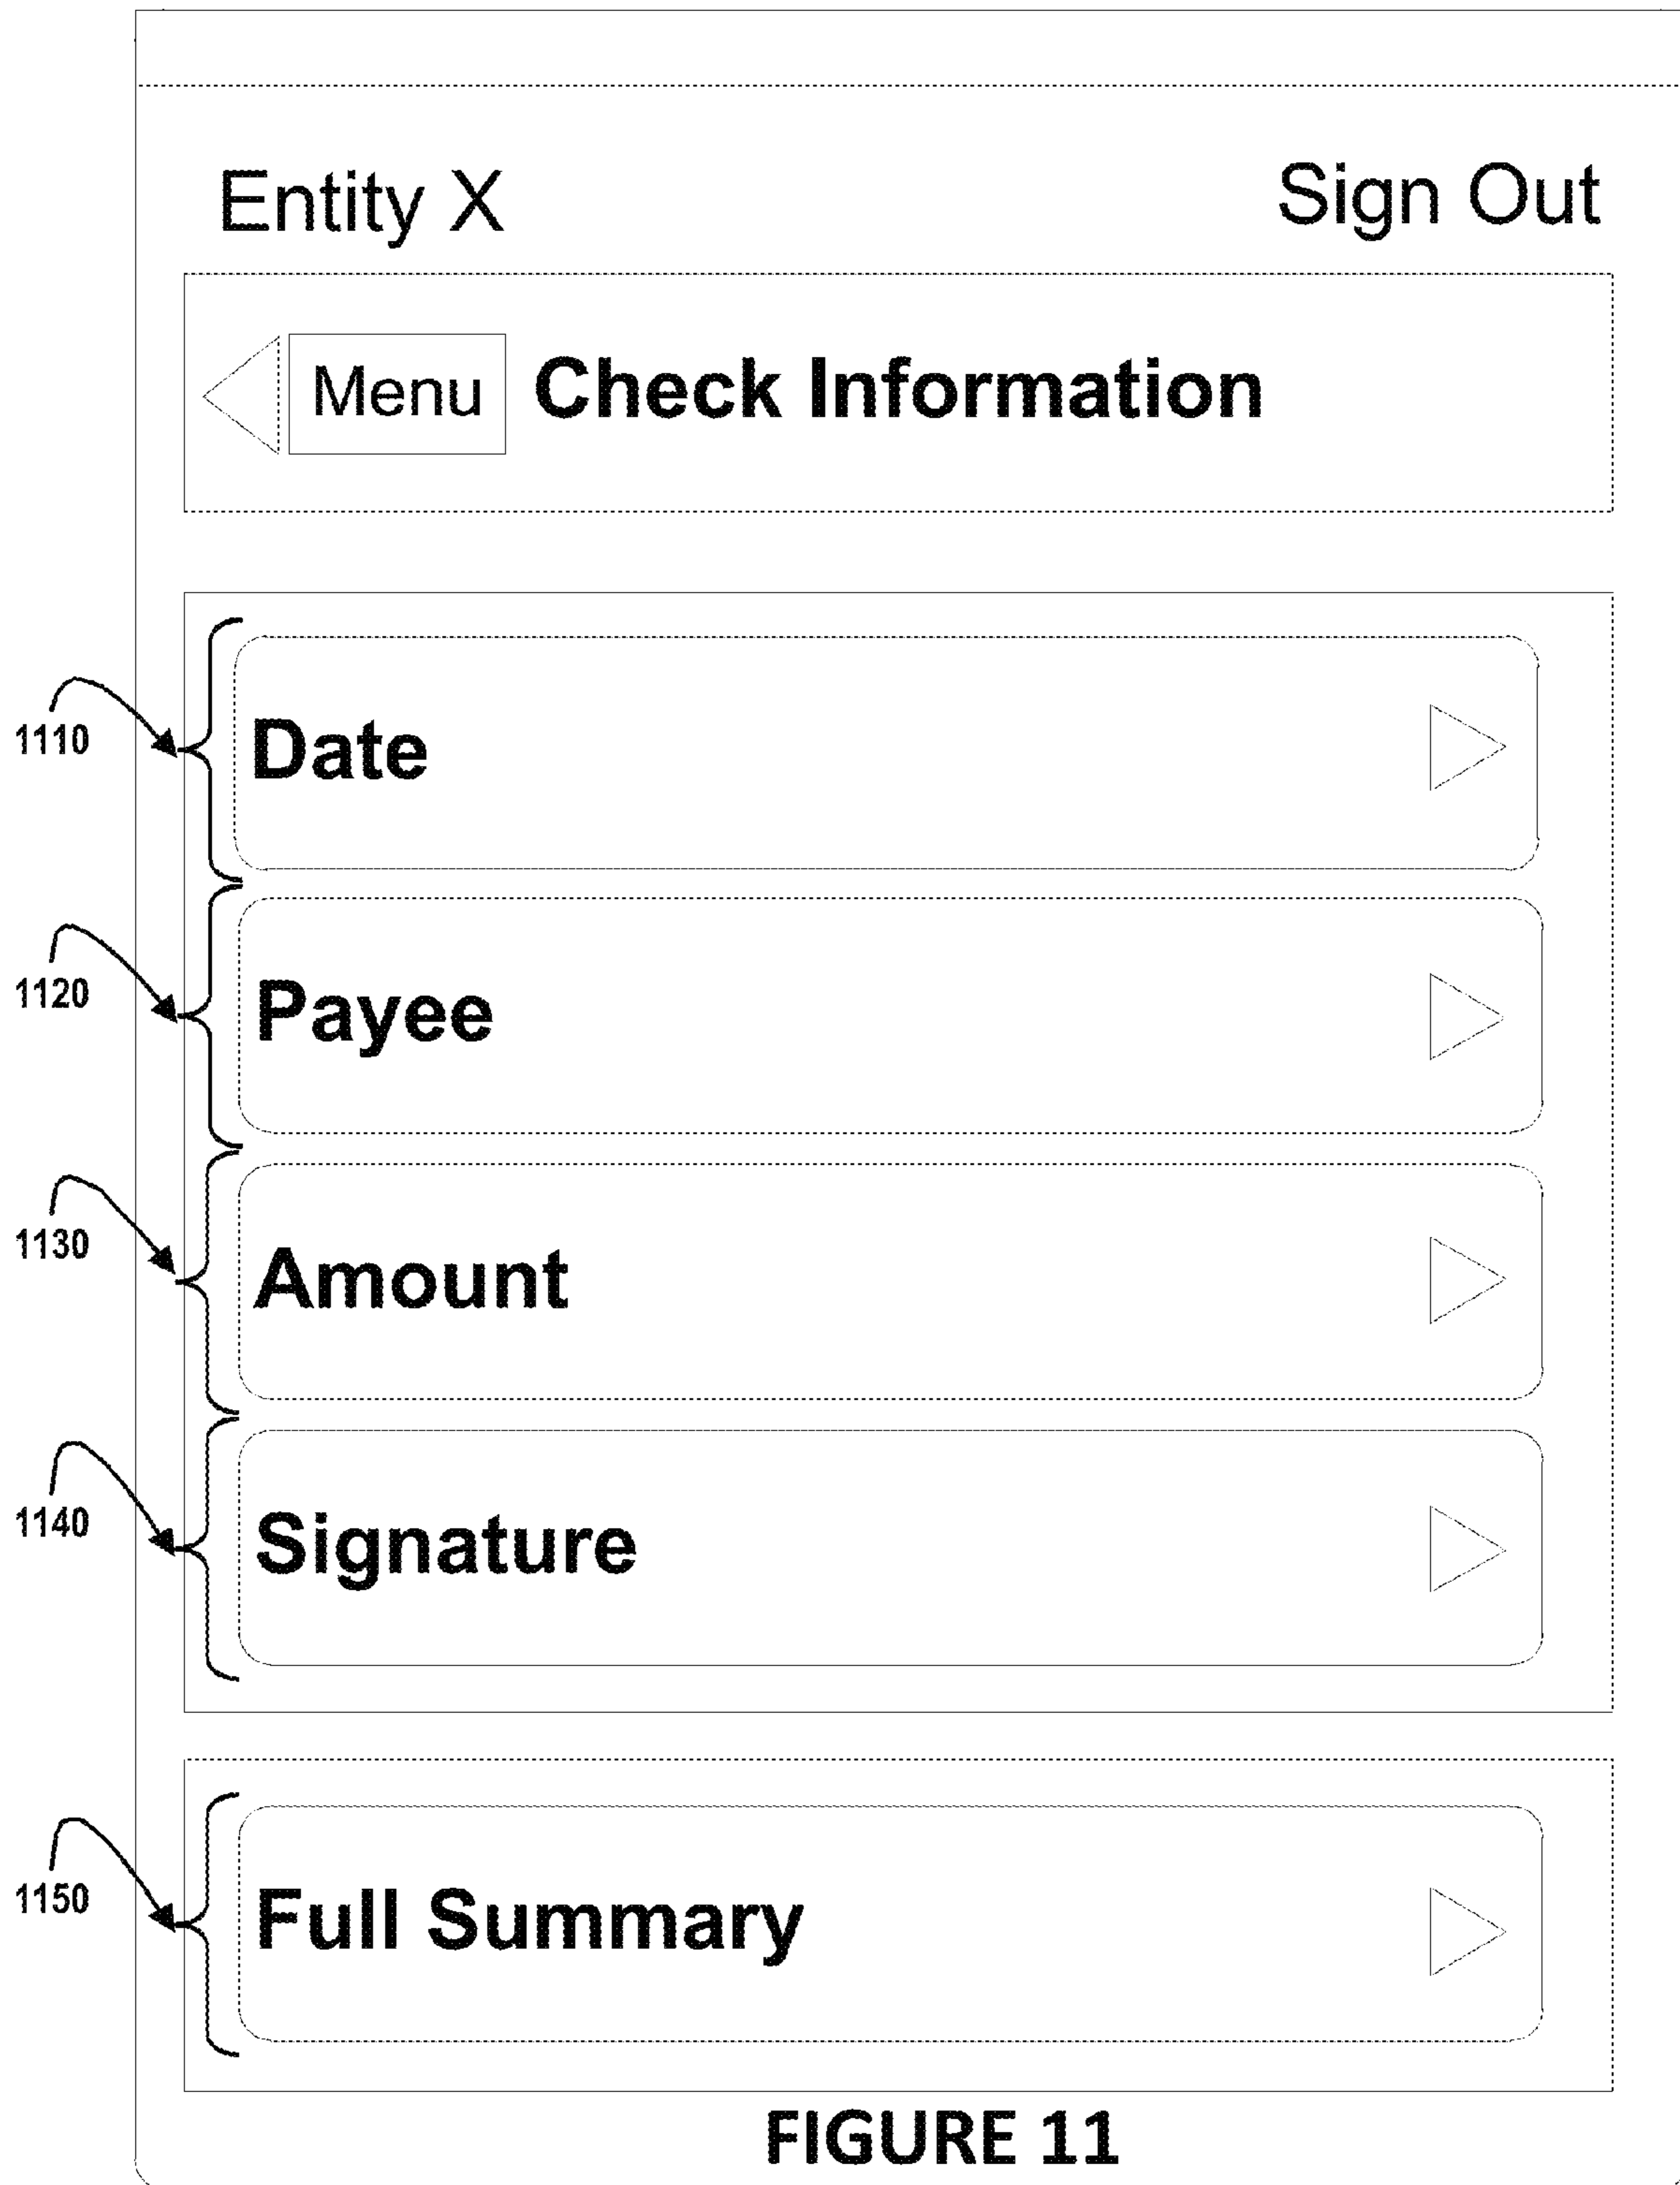 Entity X Sign Out
Menu Check Information
1110 Date
1120 Payee
1130 Amount
1140 Signature
1150 Full Summary
FIGURE 11